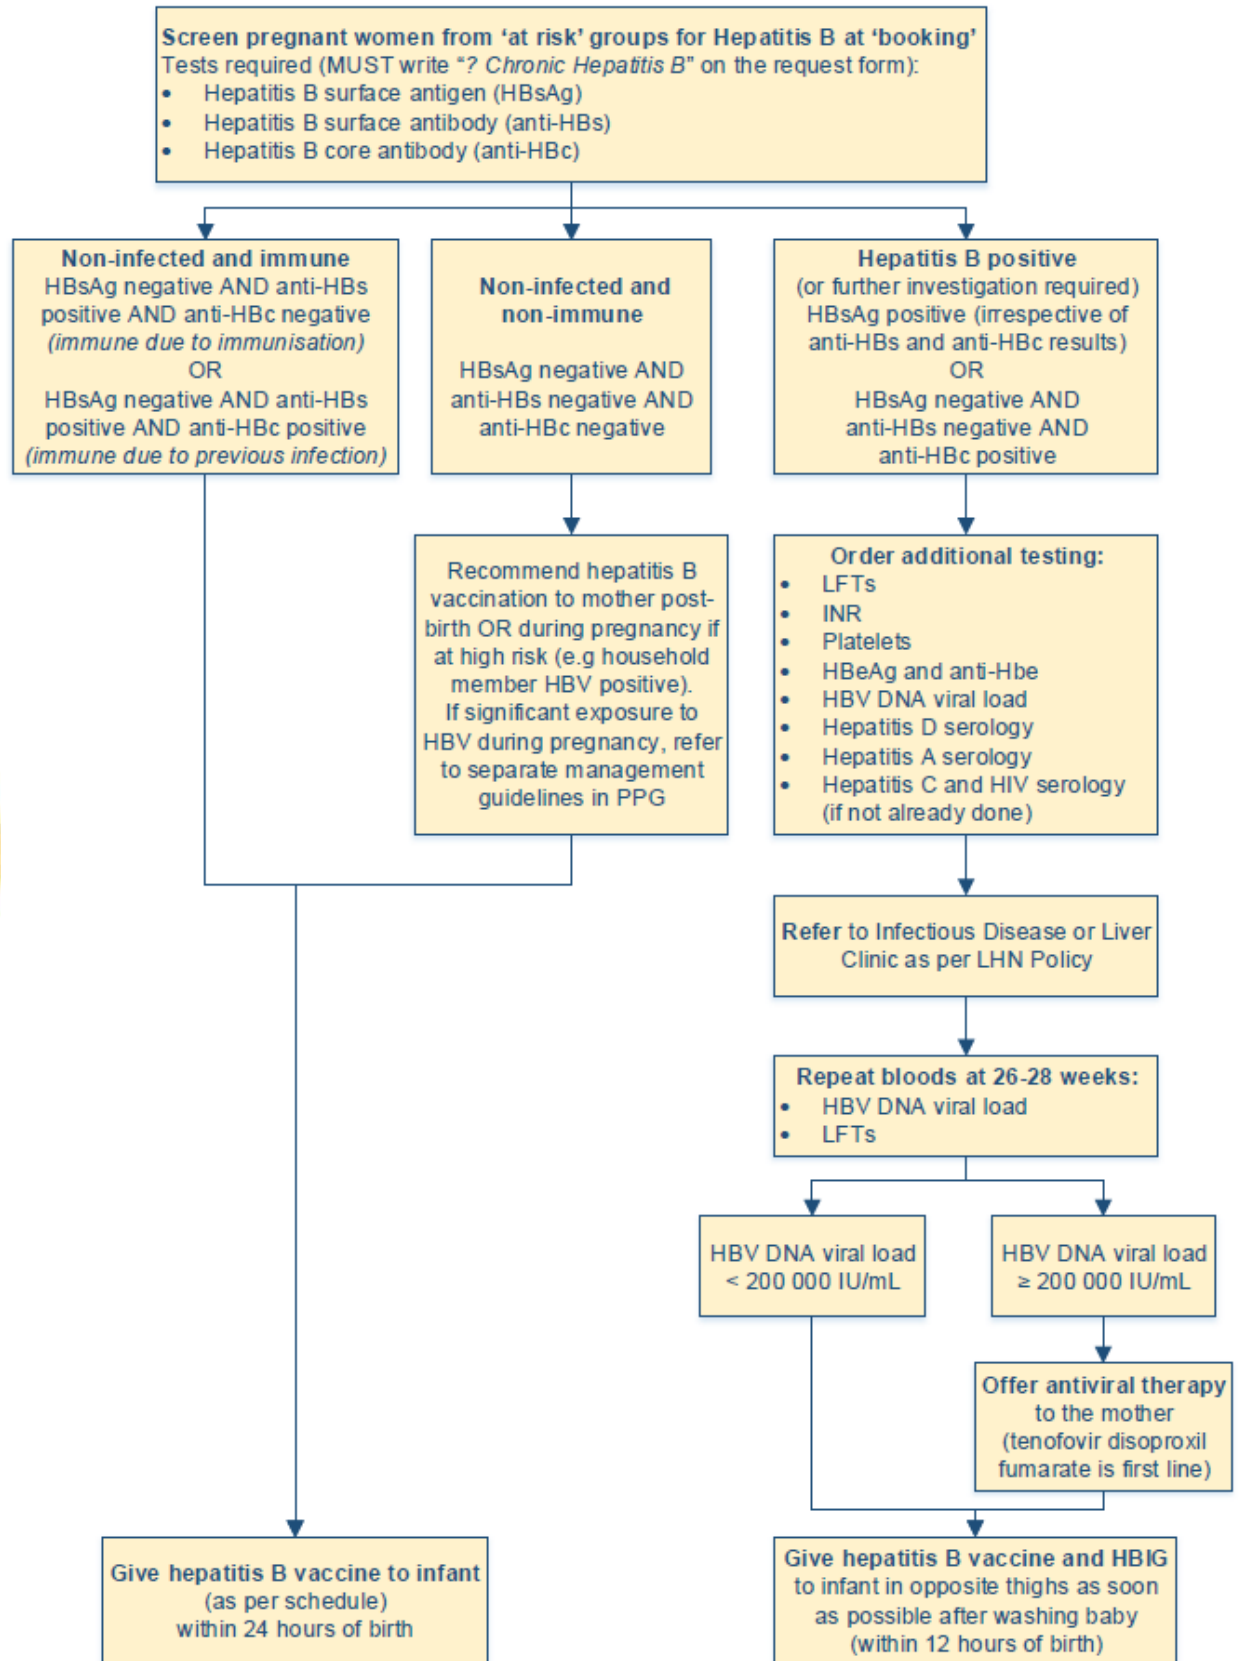 Screen pregnant women from ‘at risk’ groups for Hepatitis B at ‘booking’
Tests required (MUST write “? Chronic Hepatitis B” on the request form):
• Hepatitis B surface antigen (HBsAg)
• Hepatitis B surface antibody (anti-HBs)
• Hepatitis B core antibody (anti-HBc)
Non-infected and immune
HBsAg negative AND anti-HBs
positive AND anti-HBc negative
(immune due to immunisation)
OR
HBsAg negative AND anti-HBs
positive AND anti-HBc positive
(immune due to previous infection)
Non-infected and
non-immune
HBsAg negative AND
anti-HBs negative AND
anti-HBc negative
Hepatitis B positive
(or further investigation required)
HBsAg positive (irrespective of
anti-HBs and anti-HBc results)
OR
HBsAg negative AND
anti-HBs negative AND
anti-HBc positive
Recommend hepatitis B
vaccination to mother post-
birth OR during pregnancy if
at high risk (e.g household
member HBV positive).
If significant exposure to
HBV during pregnancy, refer
to separate management
guidelines in PPG
Order additional testing:
• LFTs
• INR
• Platelets
• HBeAg and anti-Hbe
• HBV DNA viral load
• Hepatitis D serology
• Hepatitis A serology
• Hepatitis C and HIV serology
(if not already done)
Refer to Infectious Disease or Liver
Clinic as per LHN Policy
Repeat bloods at 26-28 weeks:
• HBV DNA viral load
• LFTs
HBV DNA viral load
< 200 000 IU/mL
HBV DNA viral load
≥ 200 000 IU/mL
Offer antiviral therapy
to the mother
(tenofovir disoproxil
fumarate is first line)
Give hepatitis B vaccine to infant
(as per schedule)
within 24 hours of birth
Give hepatitis B vaccine and HBIG
to infant in opposite thighs as soon
as possible after washing baby
(within 12 hours of birth)